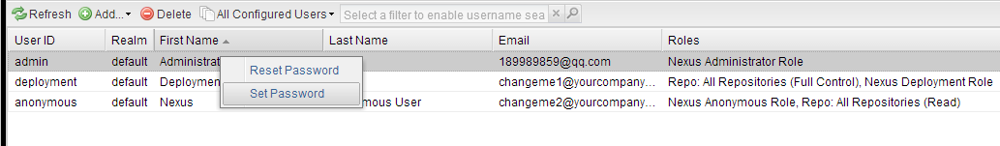 Refresh Add... Delete All Configured Users Select a filter to enable username sea
User ID Realm First Name Last Name Email Roles
admin default Administrat 189989859@qq.com Nexus Administrator Role
Reset Password
deployment default Deploymen changeme1@yourcompany... Repo: All Repositories (Full Control), Nexus Deployment Role
Set Password
anonymous default Nexus mous User changeme2@yourcompany... Nexus Anonymous Role, Repo: All Repositories (Read)